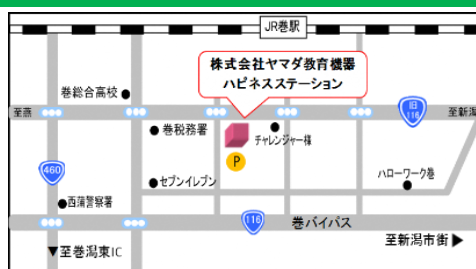 JR巻駅
株式会社ヤマダ教育機器
ハピネスステーション
巻総合高校
至燕
旧
116
至新潟
巻税務署
チャレンジャー様
P
460
セブンイレブン
ハローワーク巻
西蒲警察署
116
巻バイパス
至新潟市街▶
▼至巻潟東IC